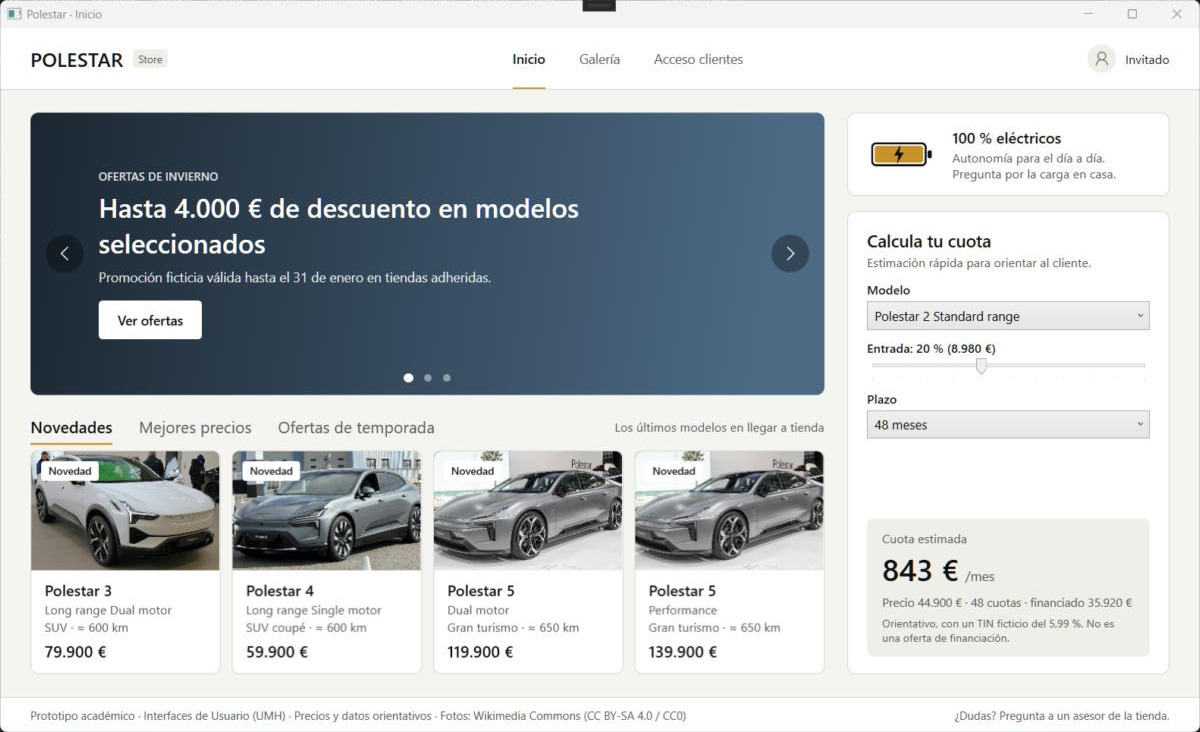 Polestar · Inicio
POLESTAR Store
Inicio Galería Acceso clientes
Invitado
OFERTAS DE INVIERNO
Hasta 4.000 € de descuento en modelos
seleccionados
Promoción ficticia válida hasta el 31 de enero en tiendas adheridas.
Ver ofertas
100 % eléctricos
Autonomía para el día a día.
Pregunta por la carga en casa.
Calcula tu cuota
Estimación rápida para orientar al cliente.
Modelo
Polestar 2 Standard range
Entrada: 20 % (8.980 €)
Plazo
48 meses
Cuota estimada
843 € /mes
Precio 44.900 € · 48 cuotas · financiado 35.920 €
Orientativo, con un TIN ficticio del 5,99 %. No es
una oferta de financiación.
Novedades Mejores precios Ofertas de temporada
Los últimos modelos en llegar a tienda
Novedad
Polestar 3
Long range Dual motor
SUV · ≈ 600 km
79.900 €
Novedad
Polestar 4
Long range Single motor
SUV coupé · ≈ 600 km
59.900 €
Novedad
Polestar
Polestar 5
Dual motor
Gran turismo · ≈ 650 km
119.900 €
Novedad
Polestar
Polestar 5
Performance
Gran turismo · ≈ 650 km
139.900 €
Prototipo académico · Interfaces de Usuario (UMH) · Precios y datos orientativos · Fotos: Wikimedia Commons (CC BY-SA 4.0 / CC0)
¿Dudas? Pregunta a un asesor de la tienda.